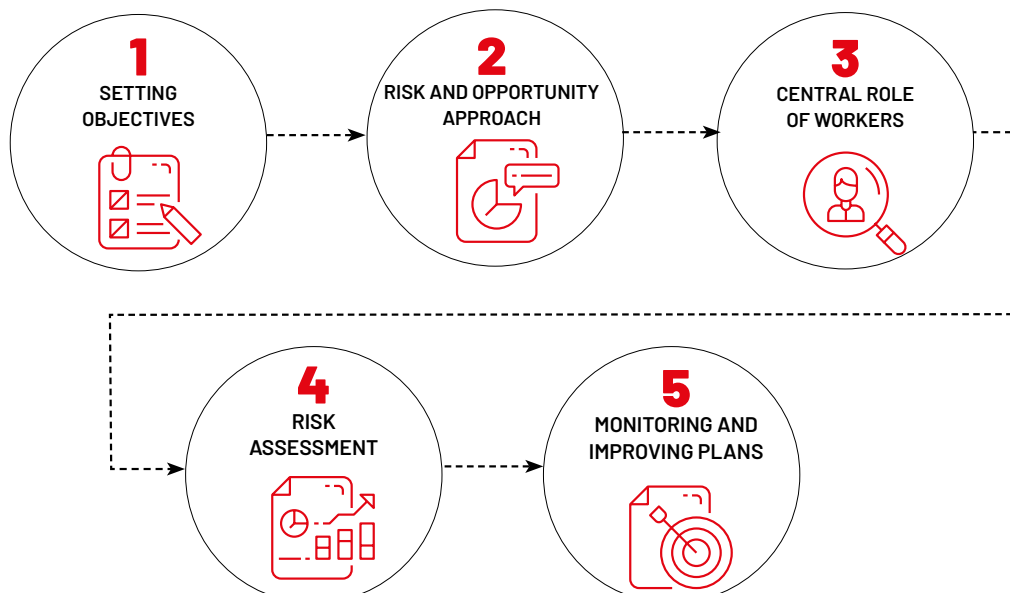 1
SETTING
OBJECTIVES
2
RISK AND OPPORTUNITY
APPROACH
3
CENTRAL ROLE
OF WORKERS
4
RISK
ASSESSMENT
5
MONITORING AND
IMPROVING PLANS